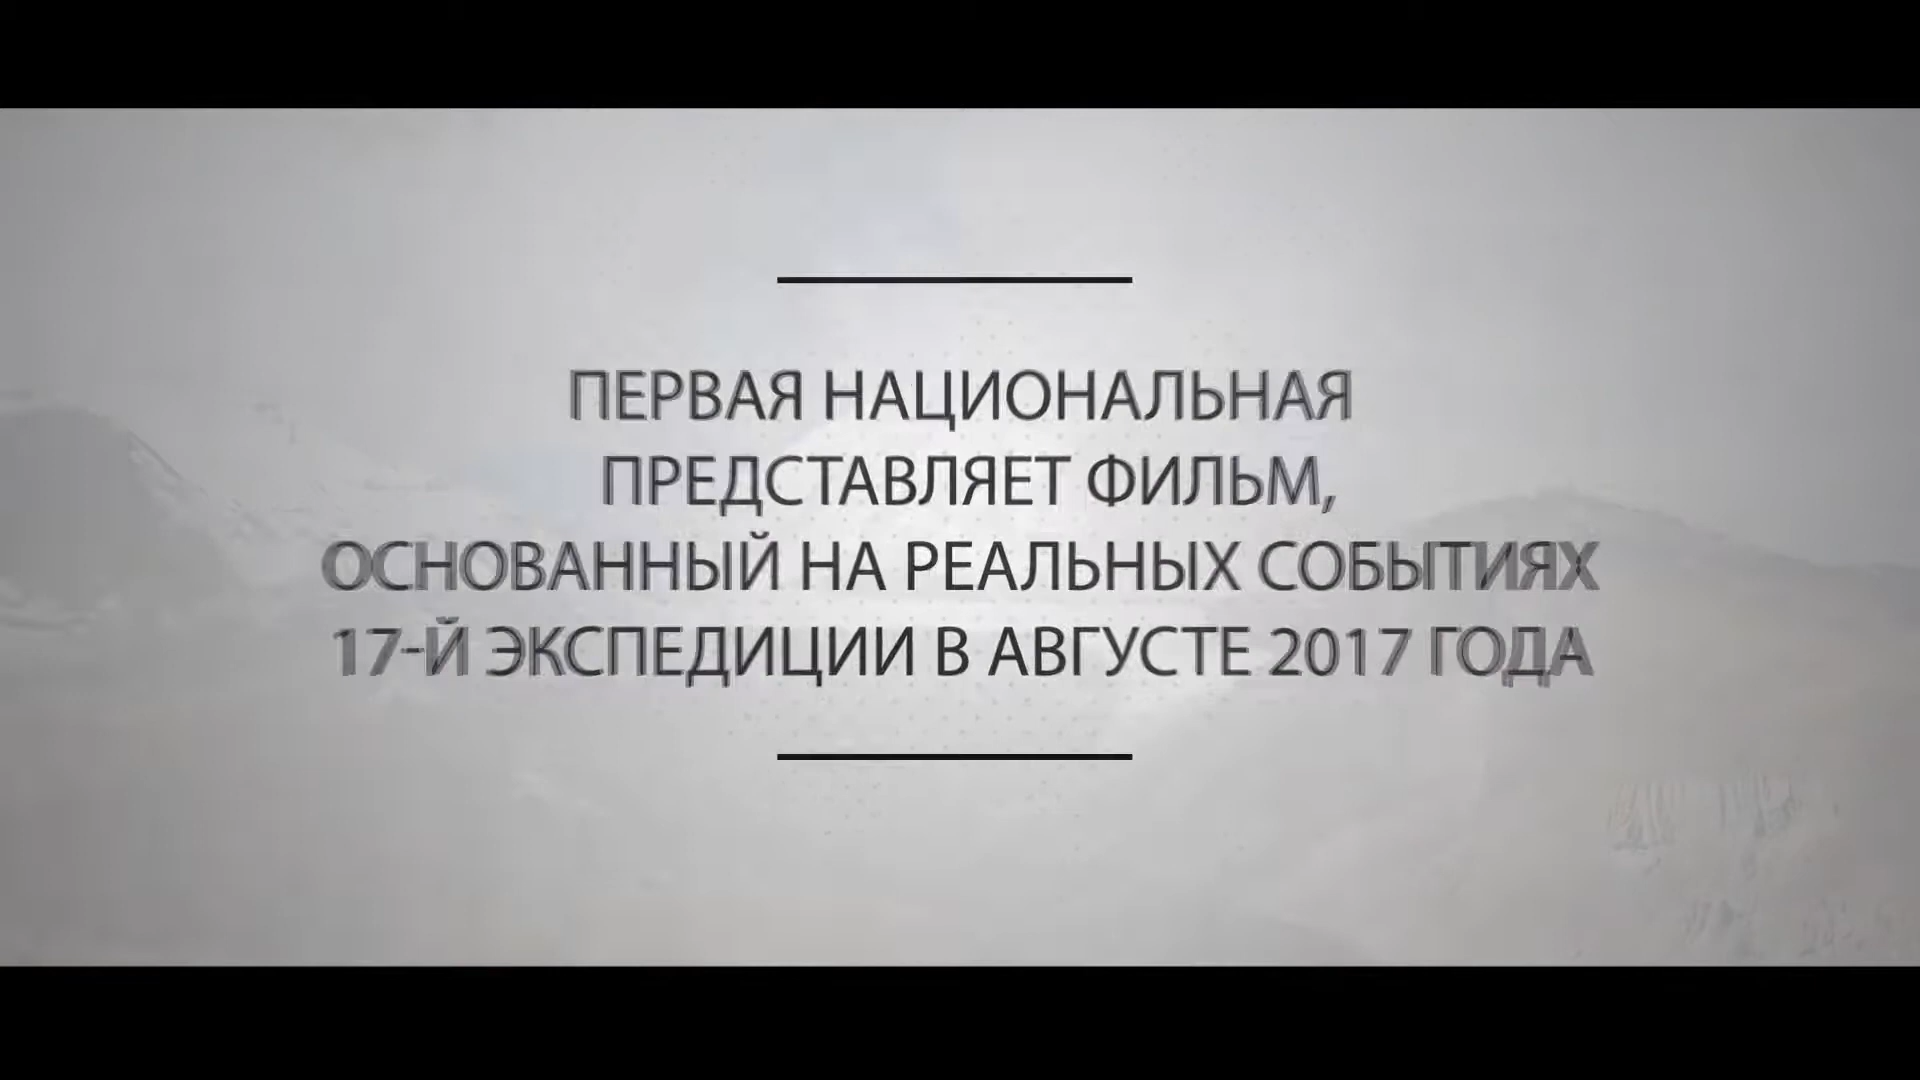 ПЕРВАЯ НАЦИОНАЛЬНАЯ
ПРЕДСТАВЛЯЕТ ФИЛЬМ,
ОСНОВАННЫЙ НА РЕАЛЬНЫХ СОБЫТИЯХ
17-Й ЭКСПЕДИЦИИ В АВГУСТЕ 2017 ГОДА